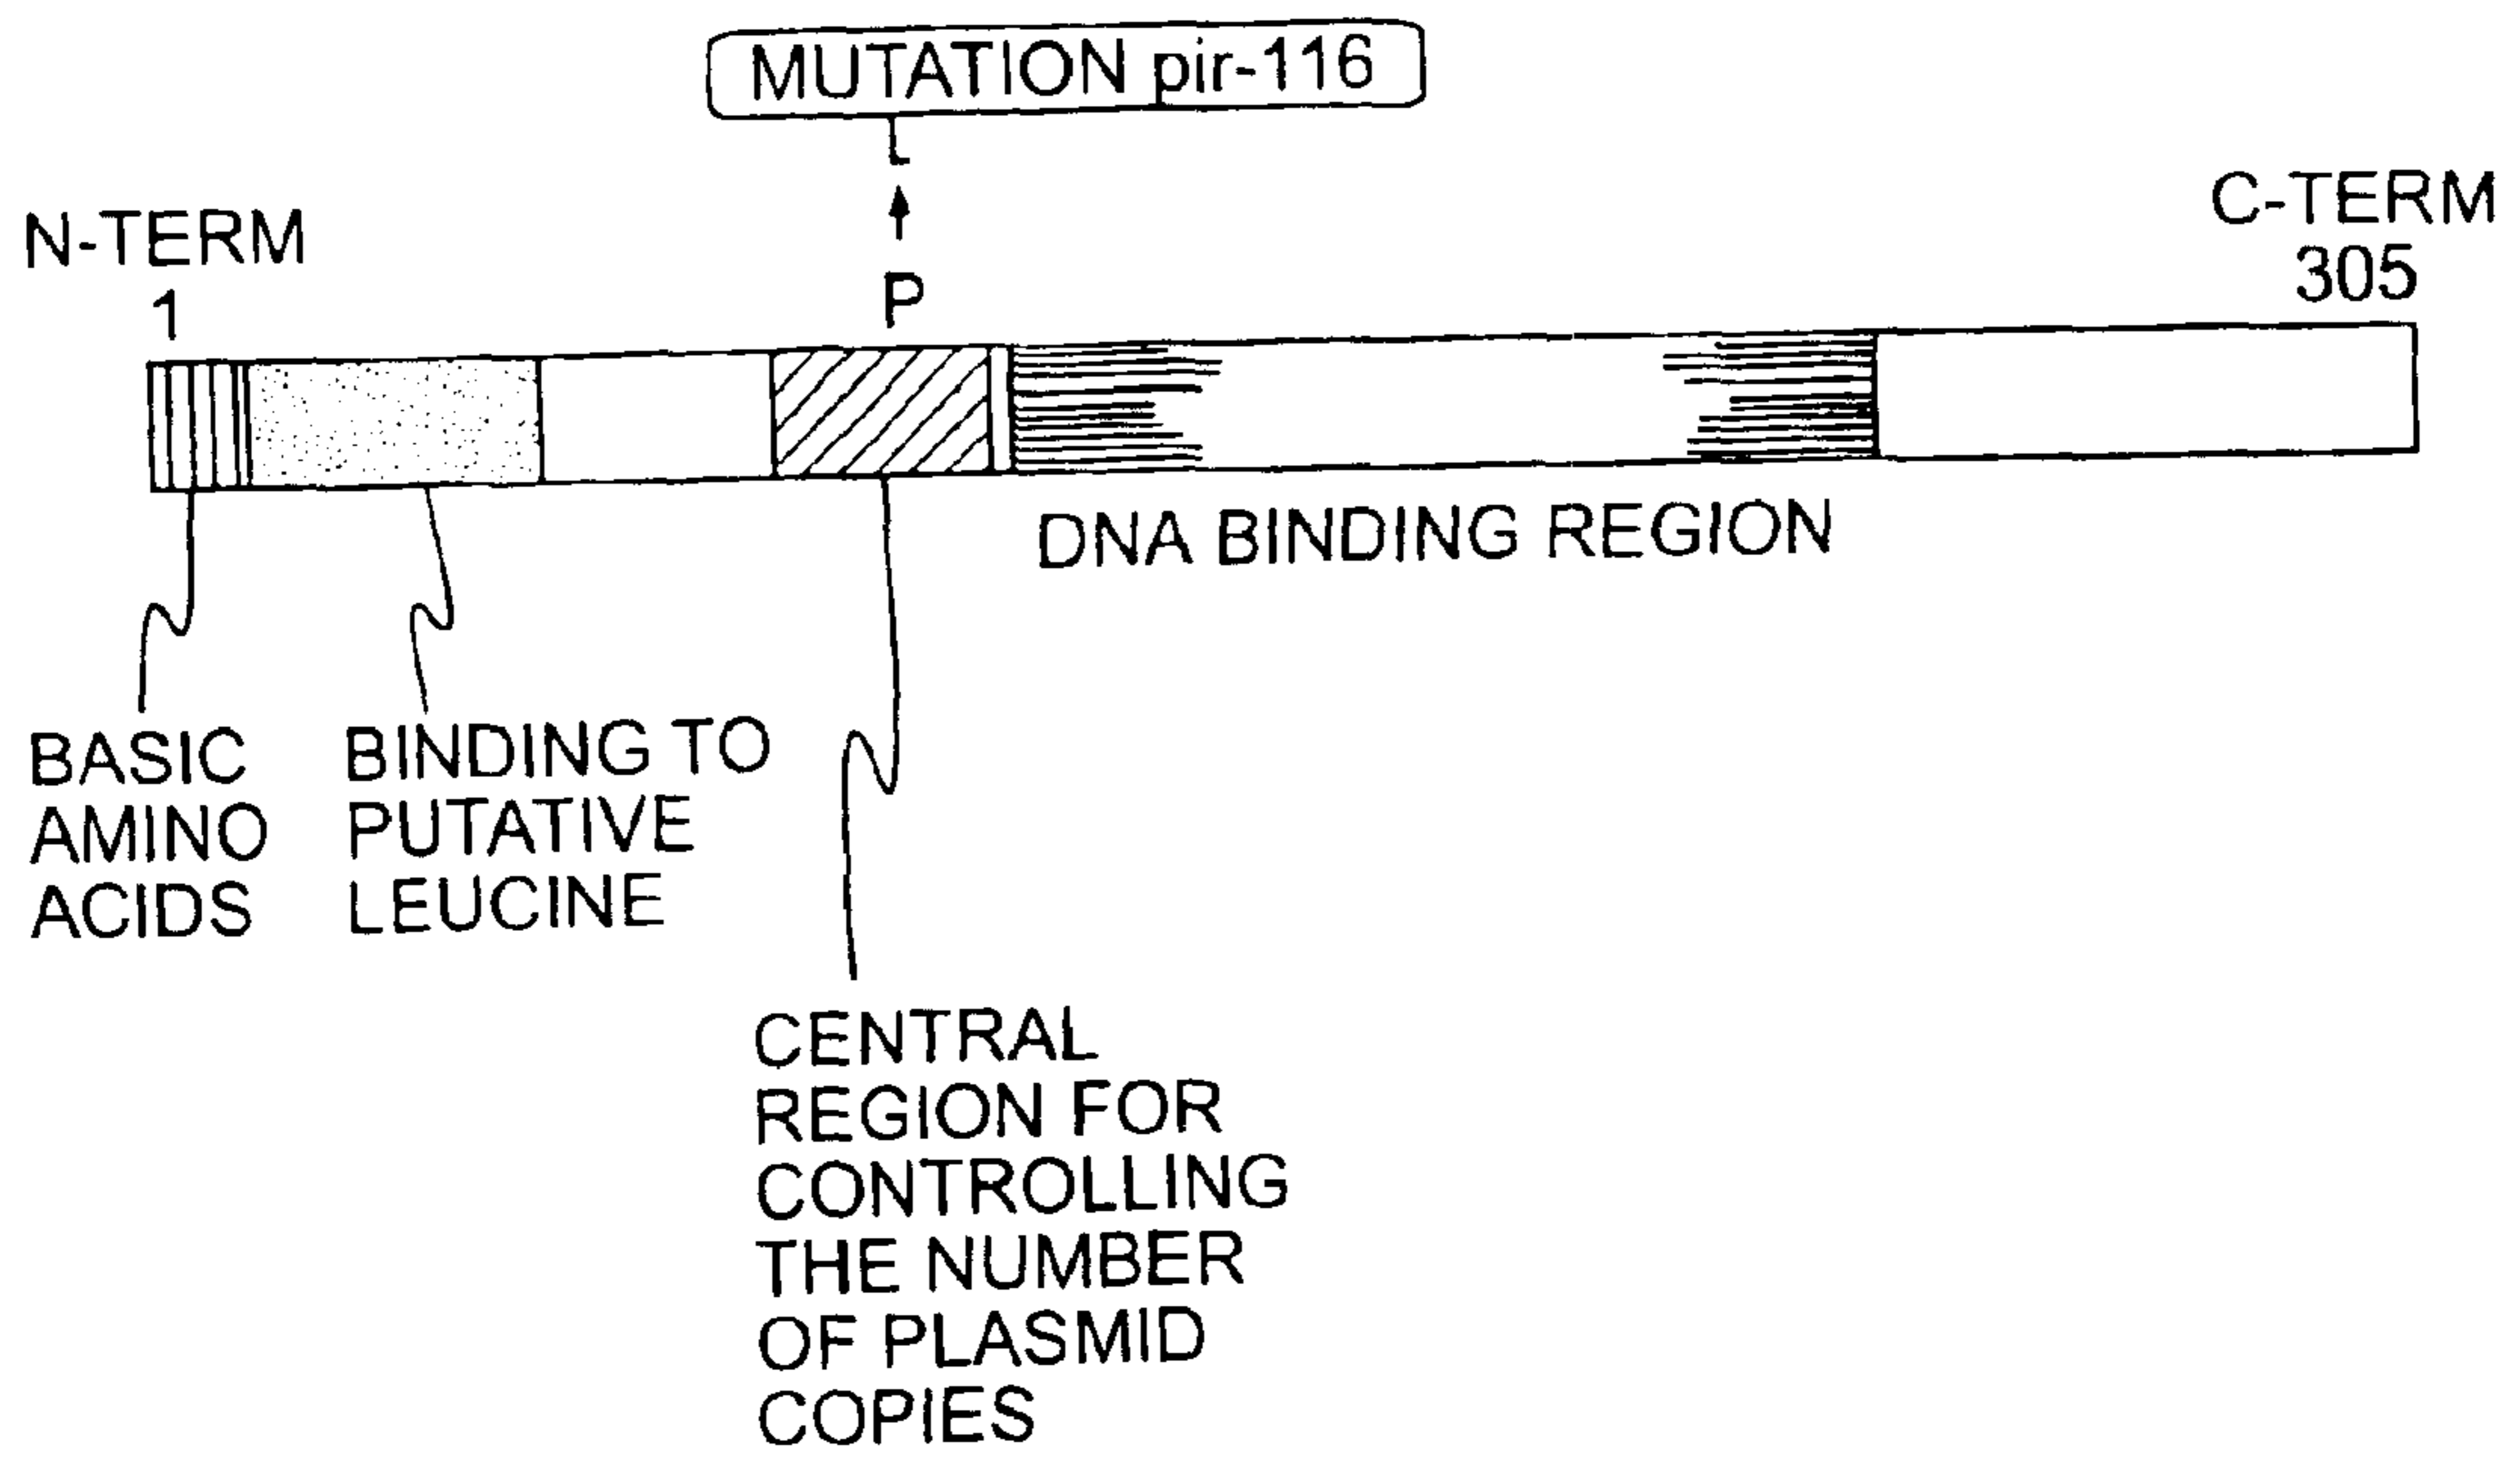 MUTATION pir-116
L
N-TERM
1
P
C-TERM
305
DNA BINDING REGION
BASIC
AMINO
ACIDS
BINDING TO
PUTATIVE
LEUCINE
CENTRAL
REGION FOR
CONTROLLING
THE NUMBER
OF PLASMID
COPIES